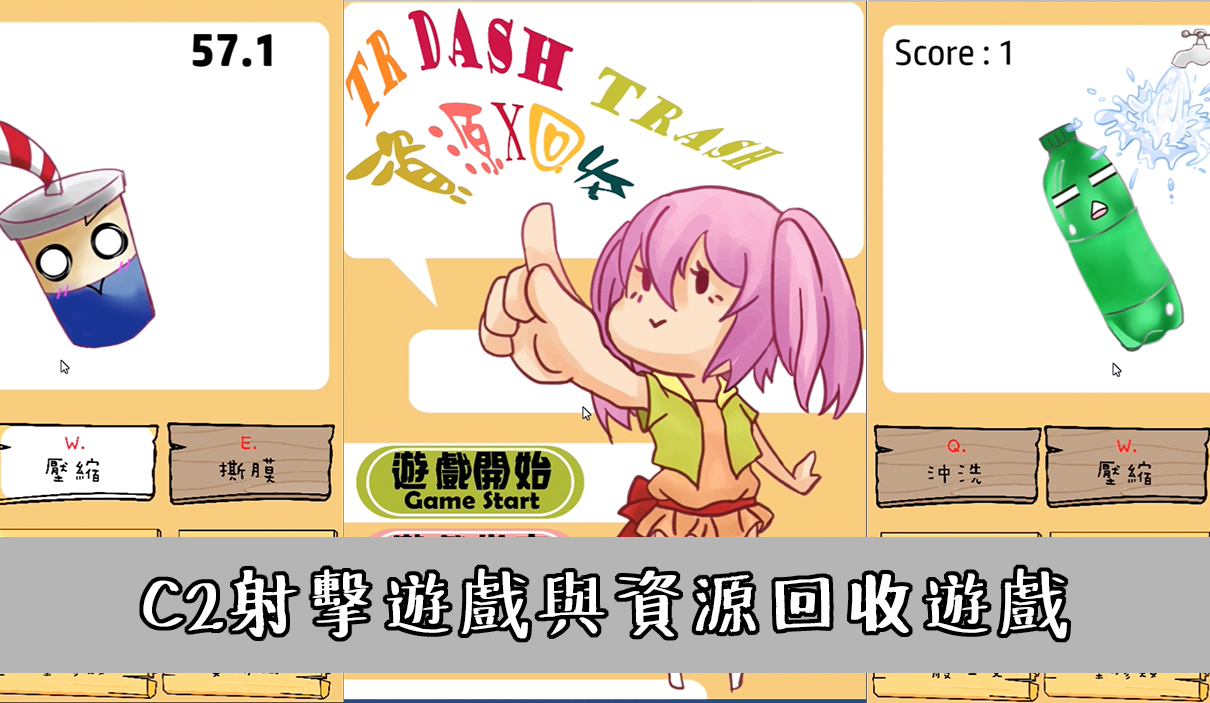 57.1
W.
壓縮
E.
撕膜
TR DASH TRASH
資源X回收
遊戲開始
Game Start
Score : 1
Q.
沖洗
W.
壓縮
C2射擊遊戲與資源回收遊戲